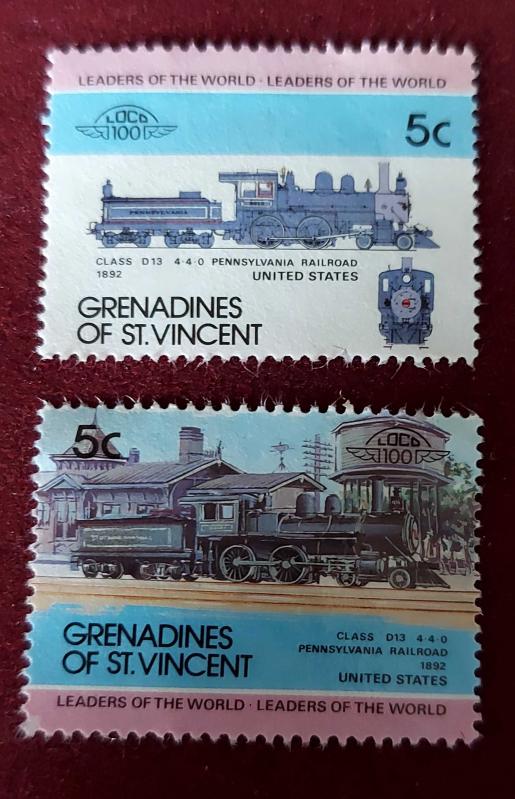 LEADERS OF THE WORLD · LEADERS OF THE WORLD
LOCO
100
5c
PENNSYLVANIA
CLASS D13 4-4-0 PENNSYLVANIA RAILROAD
1892
UNITED STATES
GRENADINES
OF ST. VINCENT
5c
LOCO
100
GRENADINES
OF ST. VINCENT
CLASS D13 4-4-0
PENNSYLVANIA RAILROAD
1892
UNITED STATES
LEADERS OF THE WORLD · LEADERS OF THE WORLD